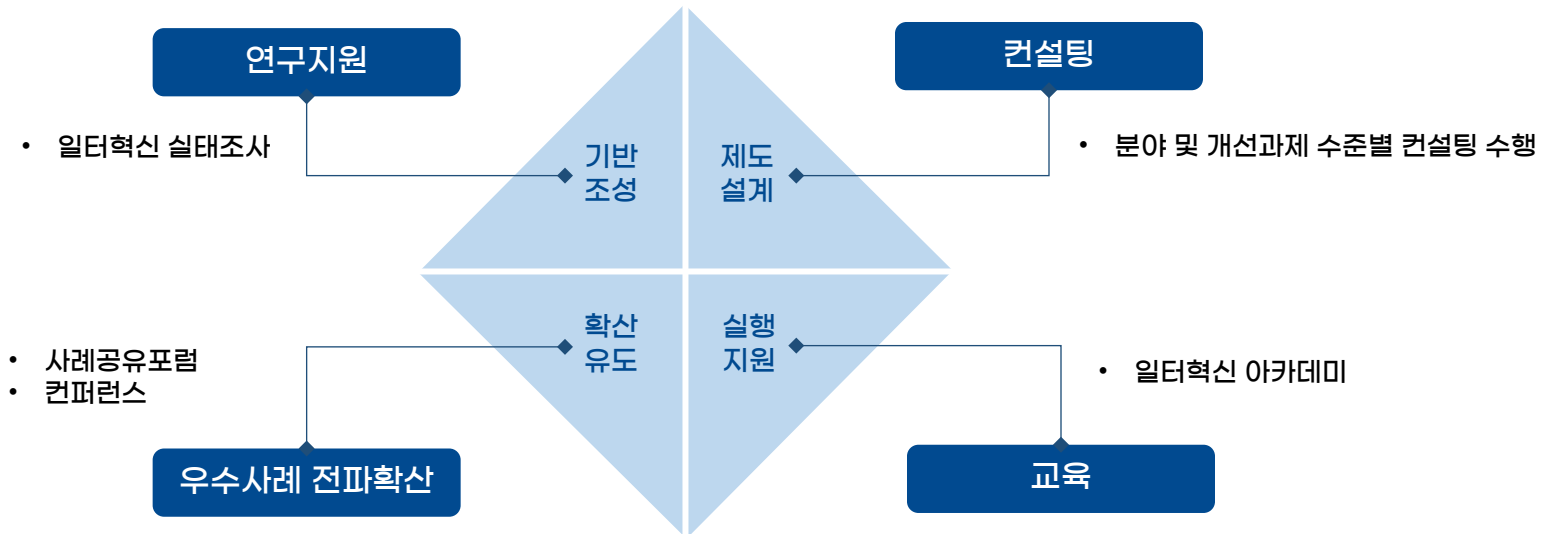 연구지원
컨설팅
• 일터혁신 실태조사
• 분야 및 개선과제 수준별 컨설팅 수행
기반
조성
제도
설계
확산
유도
실행
지원
• 사례공유포럼
• 컨퍼런스
• 일터혁신 아카데미
우수사례 전파확산
교육